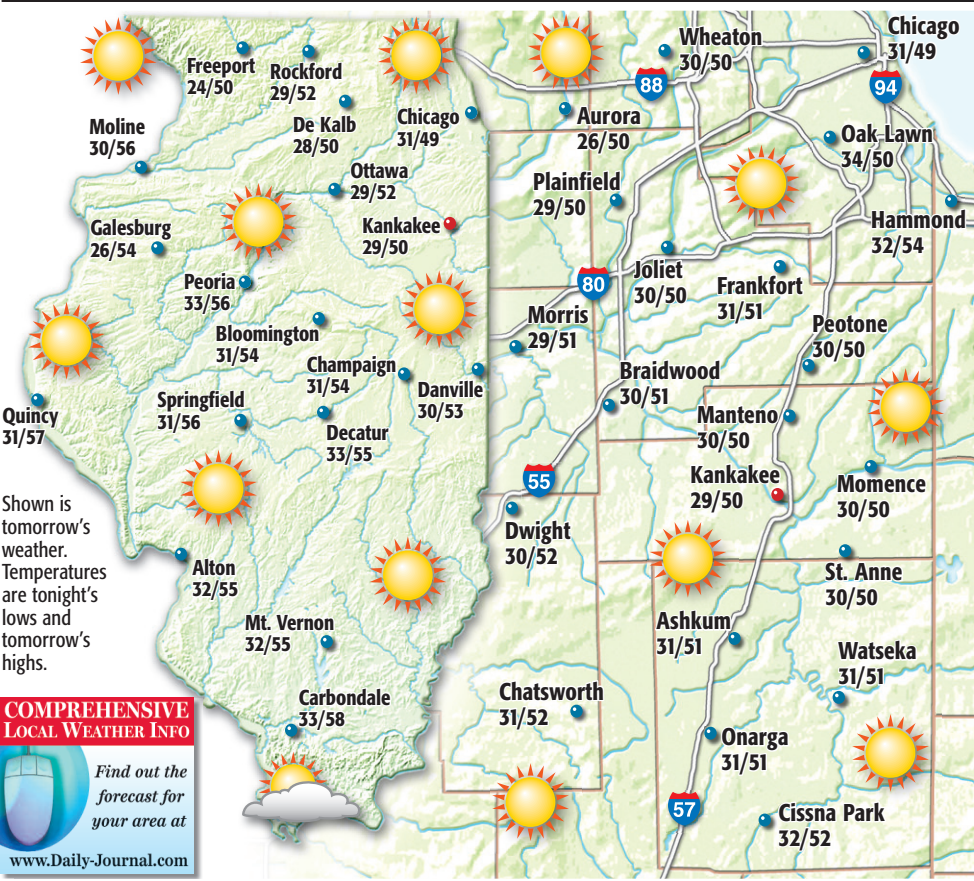 Freeport
24/50
Rockford
29/52
De Kalb
28/50
Chicago
31/49
Moline
30/56
Ottawa
29/52
Galesburg
26/54
Kankakee
29/50
Peoria
33/56
Bloomington
31/54
Champaign
31/54
Danville
30/53
Quincy
31/57
Springfield
31/56
Decatur
33/55
Shown is
tomorrow's
weather.
Temperatures
are tonight's
lows and
tomorrow's
highs.
Alton
32/55
Mt. Vernon
32/55
Carbondale
33/58
COMPREHENSIVE
LOCAL WEATHER INFO
Find out the
forecast for
your area at
www.Daily-Journal.com
Wheaton
30/50
Chicago
31/49
88
94
Aurora
26/50
Oak Lawn
34/50
Plainfield
29/50
Hammond
32/54
Joliet
30/50
80
Frankfort
31/51
Morris
29/51
Peotone
30/50
Braidwood
30/51
Manteno
30/50
Kankakee
29/50
Momence
30/50
55
Dwight
30/52
St. Anne
30/50
Ashkum
31/51
Watseka
31/51
Chatsworth
31/52
Onarga
31/51
57
Cissna Park
32/52